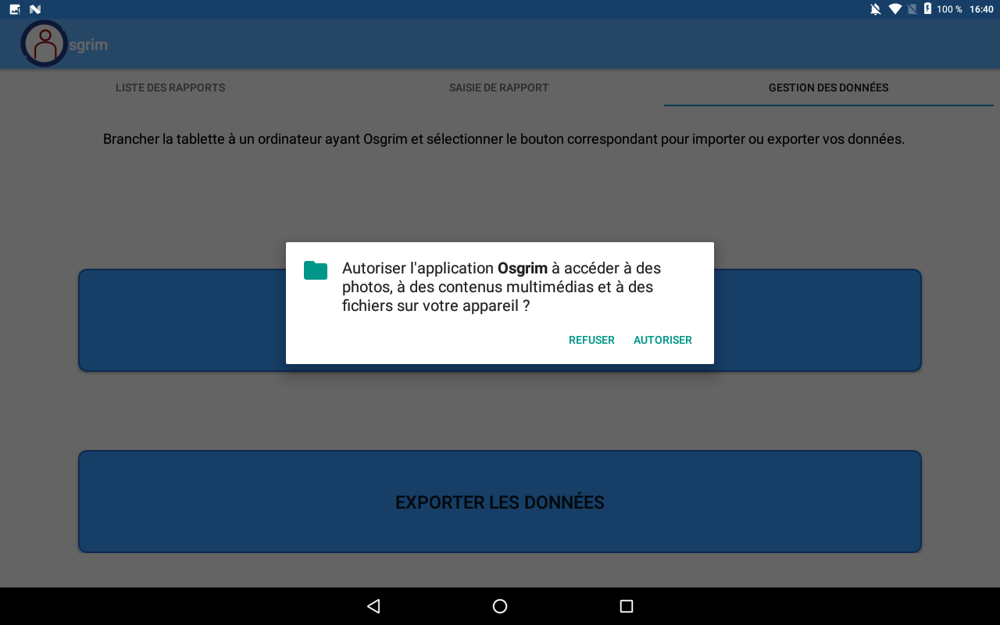 100 % 16:40
sgrim
LISTE DES RAPPORTS SAISIE DE RAPPORT GESTION DES DONNÉES
Brancher la tablette à un ordinateur ayant Osgrim et sélectionner le bouton correspondant pour importer ou exporter vos données.
Autoriser l'application Osgrim à accéder à des
photos, à des contenus multimédias et à des
fichiers sur votre appareil ?
REFUSER AUTORISER
EXPORTER LES DONNÉES